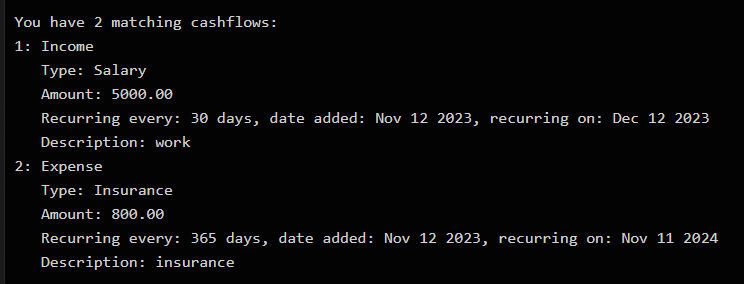 You have 2 matching cashflows:
1: Income
Type: Salary
Amount: 5000.00
Recurring every: 30 days, date added: Nov 12 2023, recurring on: Dec 12 2023
Description: work
2: Expense
Type: Insurance
Amount: 800.00
Recurring every: 365 days, date added: Nov 12 2023, recurring on: Nov 11 2024
Description: insurance